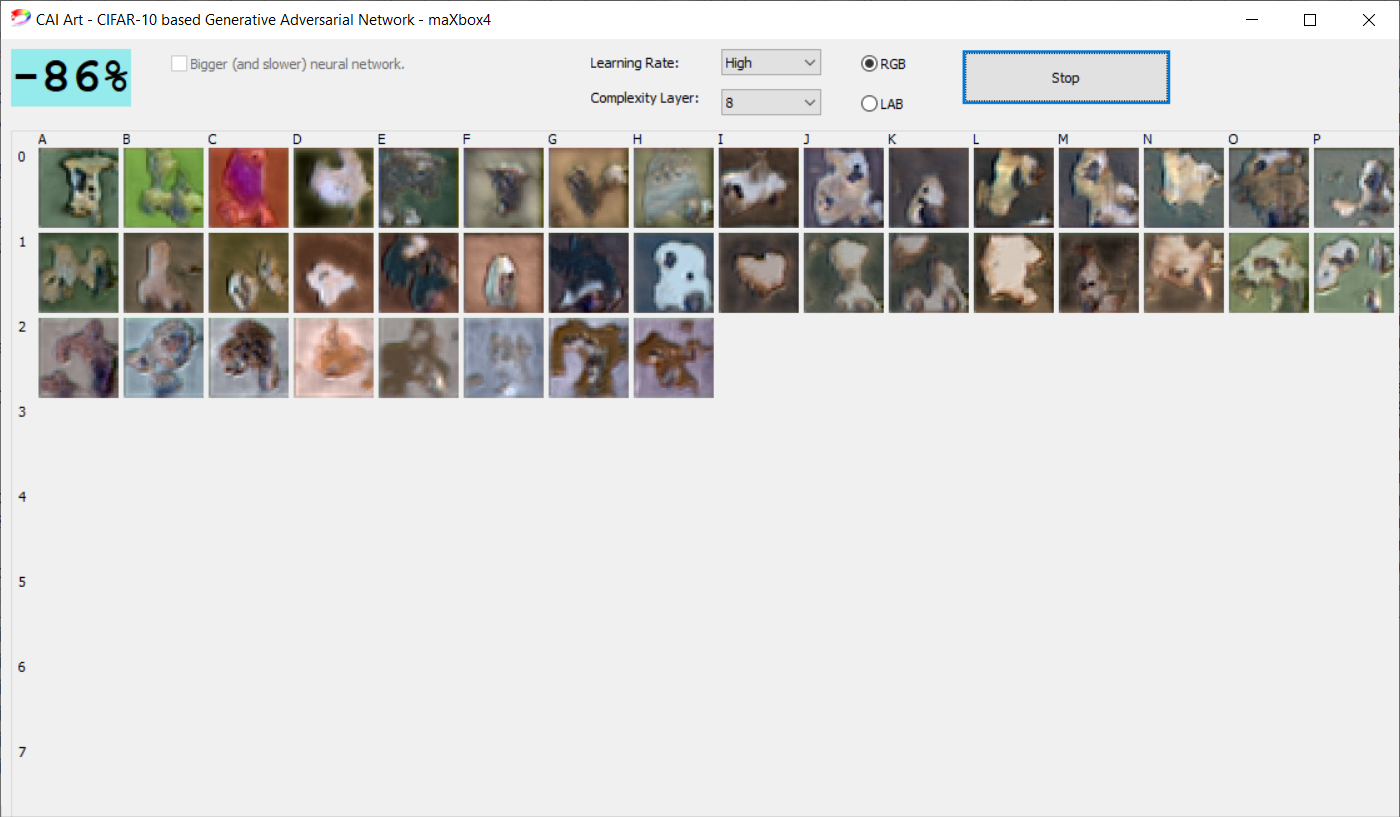 CAI Art - CIFAR-10 based Generative Adversarial Network - maXbox4
-86%
Bigger (and slower) neural network.
Learning Rate: High
RGB
Stop
Complexity Layer: 8
LAB
A B C D E F G H I J K L M N O P
0
1
2
3
4
5
6
7